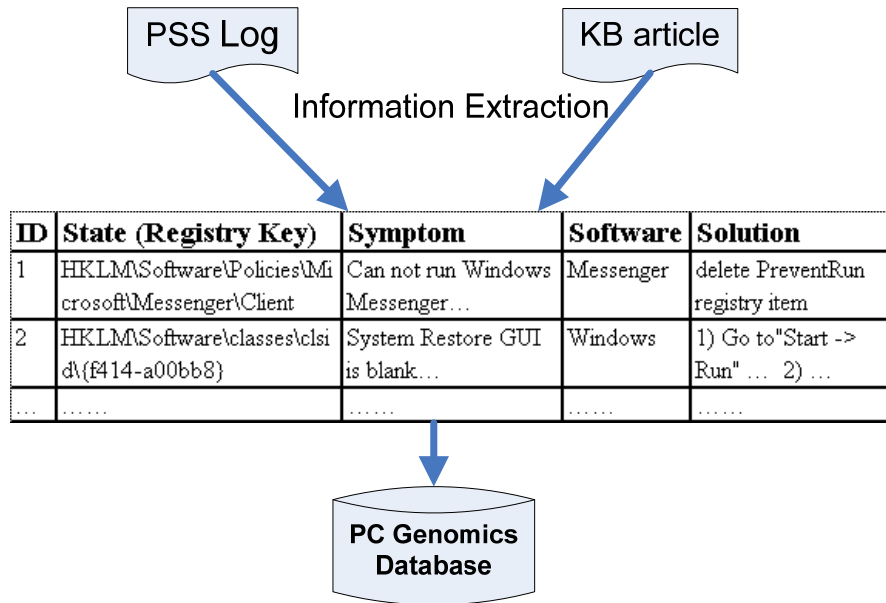 PSS Log
KB article
Information Extraction
ID State (Registry Key) Symptom Software Solution
1 HKLM\Software\Policies\Mi Can not run Windows Messenger delete PreventRun
crosoft\Messenger\Client Messenger… registry item
2 HKLM\Software\classes\clsi System Restore GUI Windows 1) Go to"Start ->
d\{f414-a00bb8} is blank… Run" … 2) …
… …… …… …… ……
PC Genomics
Database